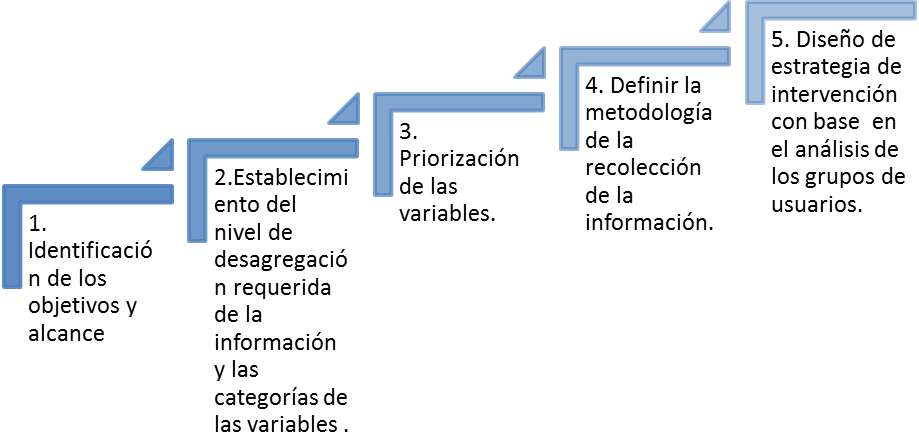 1.
Identificació
n de los
objetivos y
alcance
2.Establecimi
ento del
nivel de
desagregació
n requerida
de la
información
y las
categorías de
las variables .
3.
Priorización
de las
variables.
4. Definir la
metodología
de la
recolección
de la
información.
5. Diseño de
estrategia de
intervención
con base  en
el análisis de
los grupos de
usuarios.